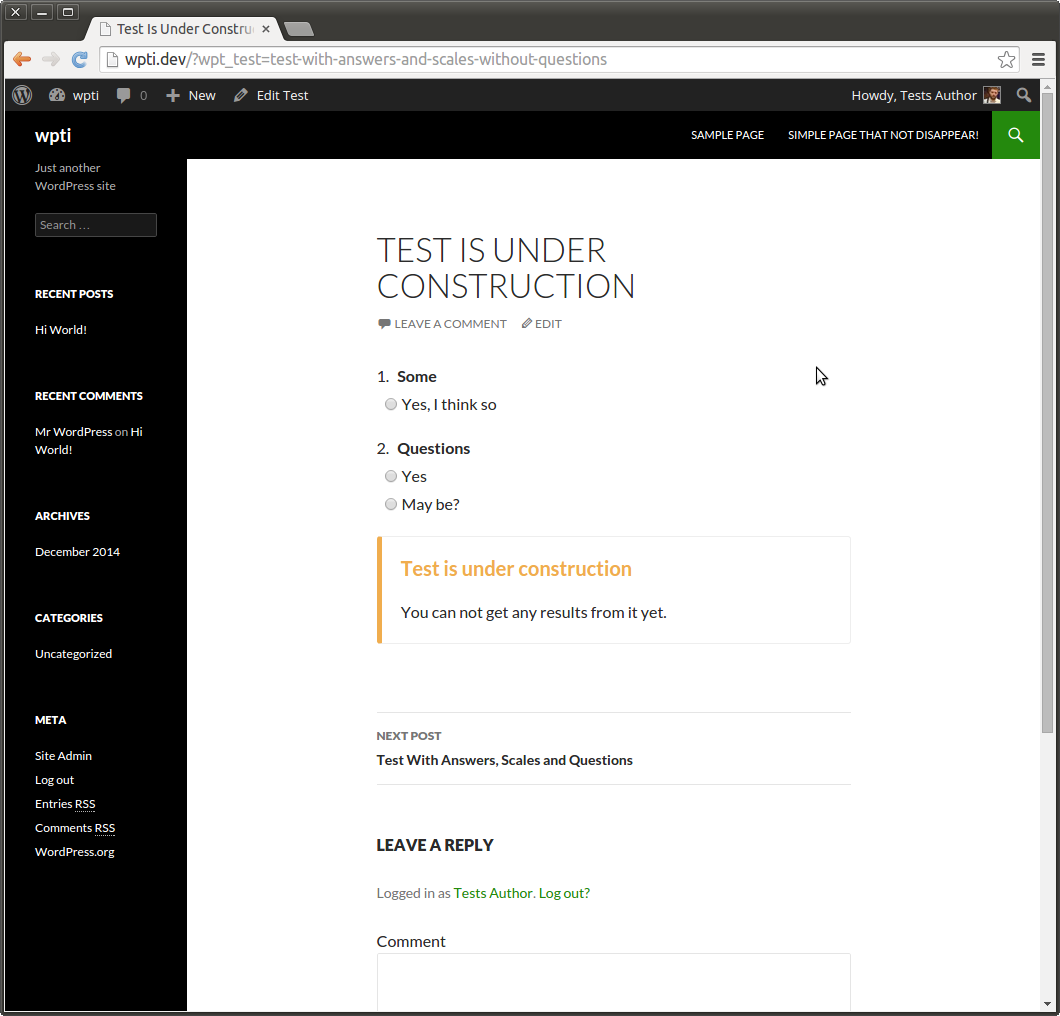 Test Is Under Constru
wpti.dev/?wpt_test=test-with-answers-and-scales-without-questions
wpti 0 New Edit Test Howdy, Tests Author
wpti SAMPLE PAGE SIMPLE PAGE THAT NOT DISAPPEAR!
Just another
WordPress site
Search …
RECENT POSTS
Hi World!
RECENT COMMENTS
Mr WordPress on Hi
World!
ARCHIVES
December 2014
CATEGORIES
Uncategorized
META
Site Admin
Log out
Entries RSS
Comments RSS
WordPress.org
TEST IS UNDER
CONSTRUCTION
LEAVE A COMMENT EDIT
1. Some
Yes, I think so
2. Questions
Yes
May be?
Test is under construction
You can not get any results from it yet.
NEXT POST
Test With Answers, Scales and Questions
LEAVE A REPLY
Logged in as Tests Author. Log out?
Comment